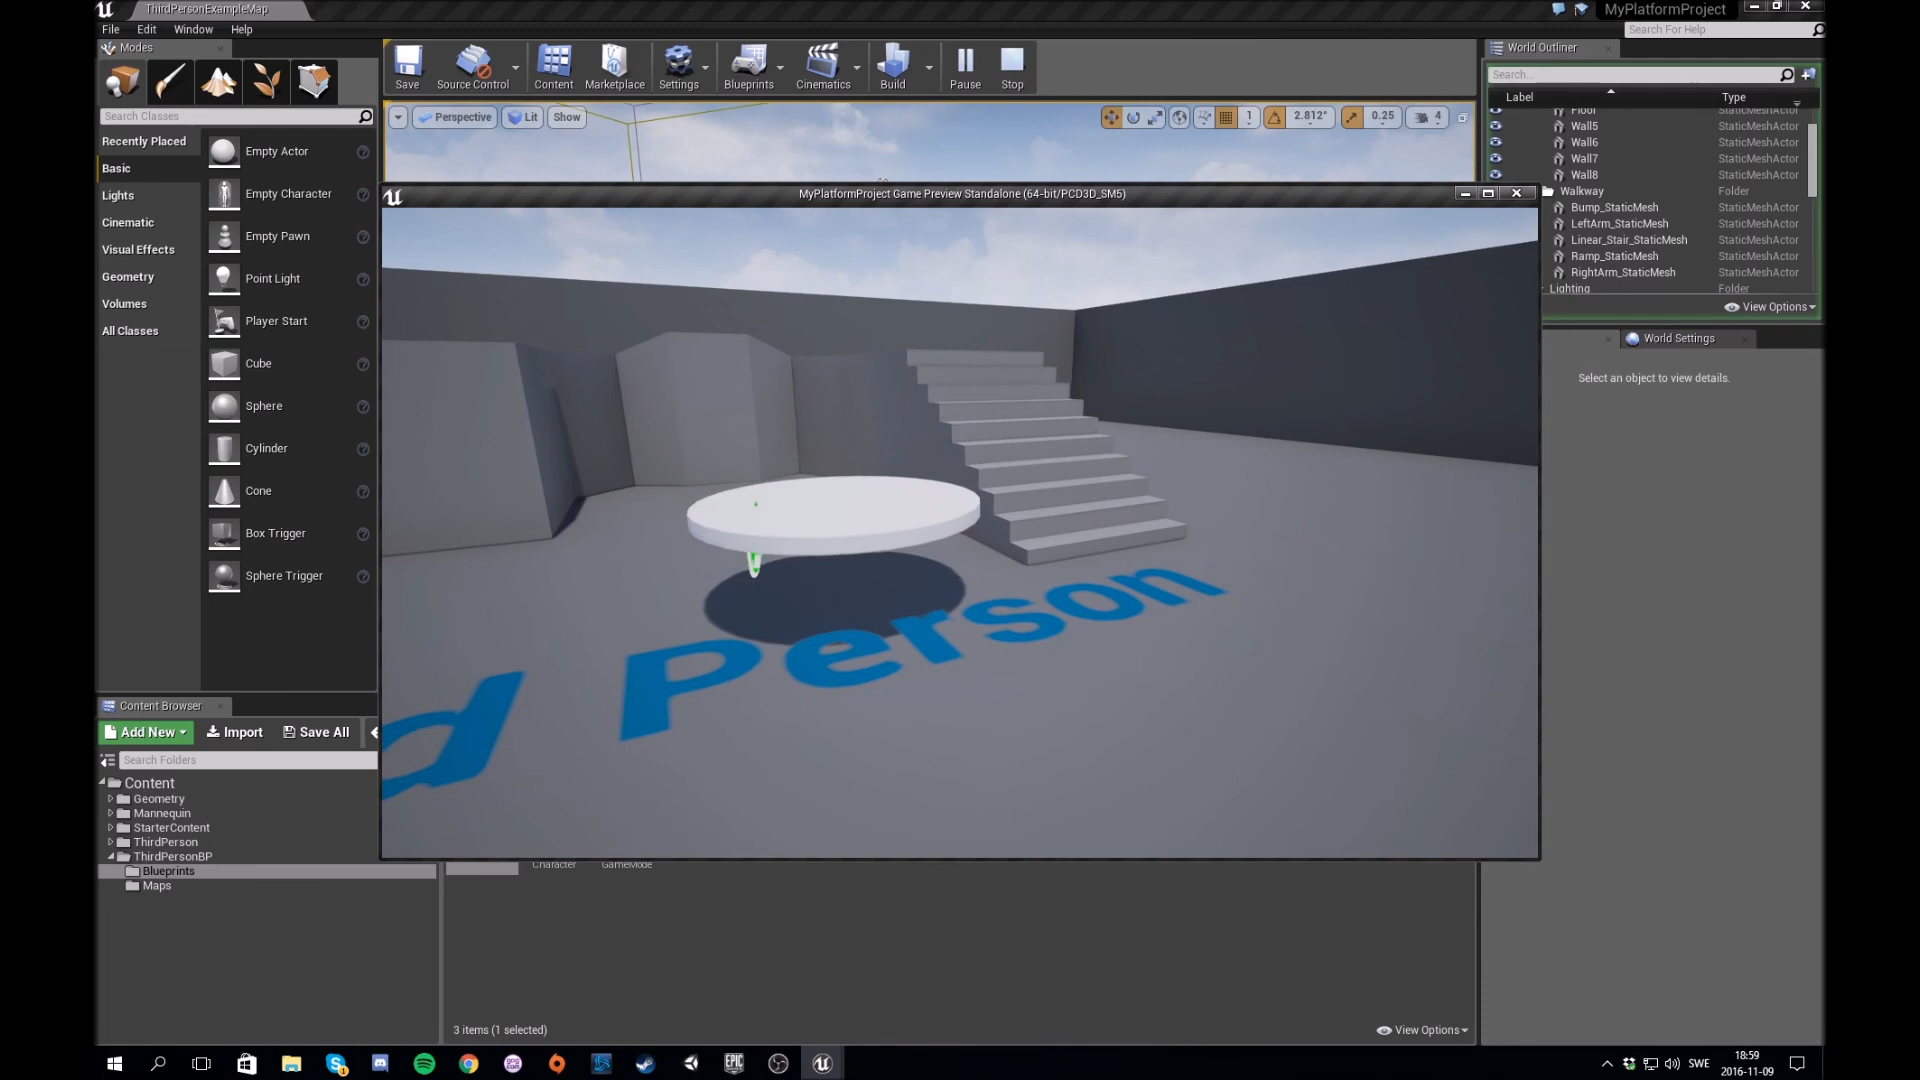 ThirdPersonExampleMap
MyPlatformProject
File Edit Window Help
Search For Help
Modes
World Outliner
Save
Source Control
Content
Marketplace
Settings
Blueprints
Cinematics
Build
Pause
Stop
Search...
Label Type
Search Classes
Perspective
Lit
Show
1
2.812°
0.25
4
Recently Placed
Basic
Lights
Cinematic
Visual Effects
Geometry
Volumes
All Classes
Empty Actor
Empty Character
Empty Pawn
Point Light
Player Start
Cube
Sphere
Cylinder
Cone
Box Trigger
Sphere Trigger
Floor StaticMeshActor
Wall5 StaticMeshActor
Wall6 StaticMeshActor
Wall7 StaticMeshActor
Wall8 StaticMeshActor
Walkway Folder
Bump_StaticMesh StaticMeshActor
LeftArm_StaticMesh StaticMeshActor
Linear_Stair_StaticMesh StaticMeshActor
Ramp_StaticMesh StaticMeshActor
RightArm_StaticMesh StaticMeshActor
Lighting Folder
View Options
World Settings
Select an object to view details.
MyPlatformProject Game Preview Standalone (64-bit/PCD3D_SM5)
d Person
Content Browser
Add New
Import
Save All
Search Folders
Content
Geometry
Mannequin
StarterContent
ThirdPerson
ThirdPersonBP
Blueprints
Maps
Character
GameMode
3 items (1 selected)
View Options
EPIC
SWE
18:59
2016-11-09